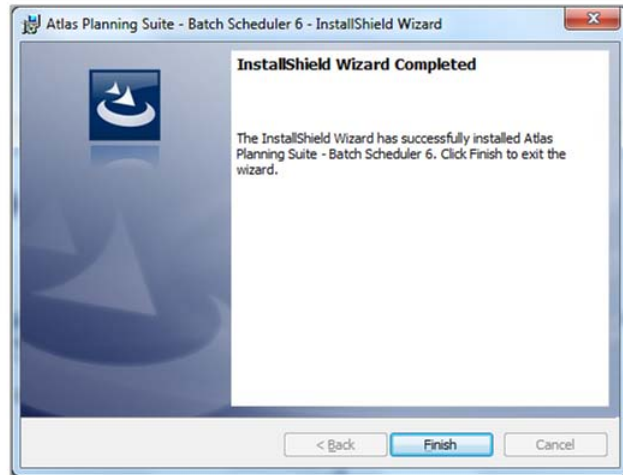 Atlas Planning Suite - Batch Scheduler 6 - InstallShield Wizard
InstallShield Wizard Completed
The InstallShield Wizard has successfully installed Atlas
Planning Suite - Batch Scheduler 6. Click Finish to exit the
wizard.
< Back
Finish
Cancel